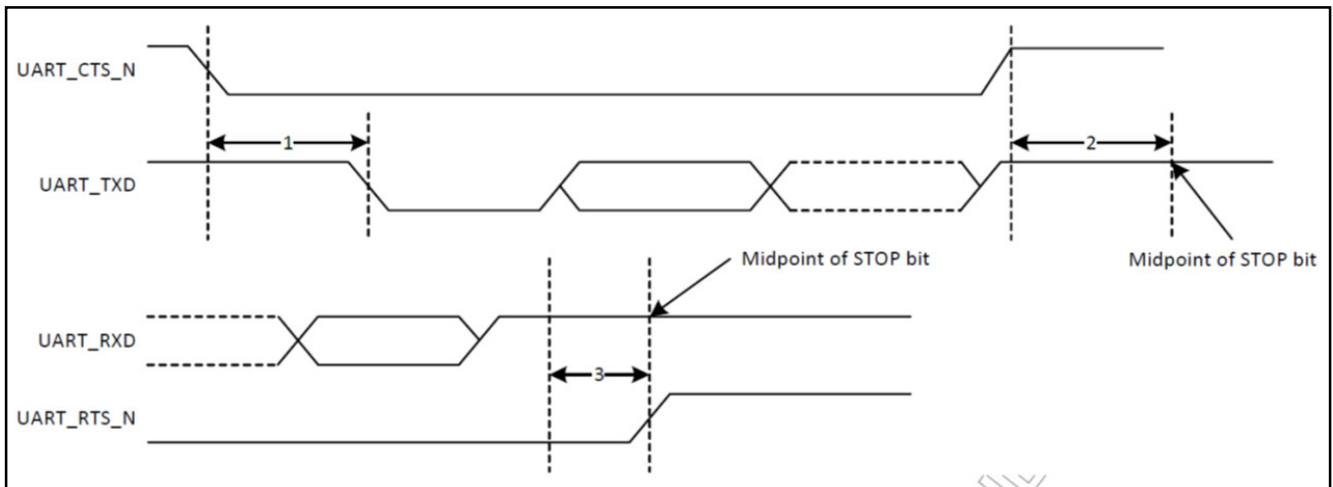 UART_CTS_N
1
2
UART_TXD
Midpoint of STOP bit
Midpoint of STOP bit
UART_RXD
3
UART_RTS_N